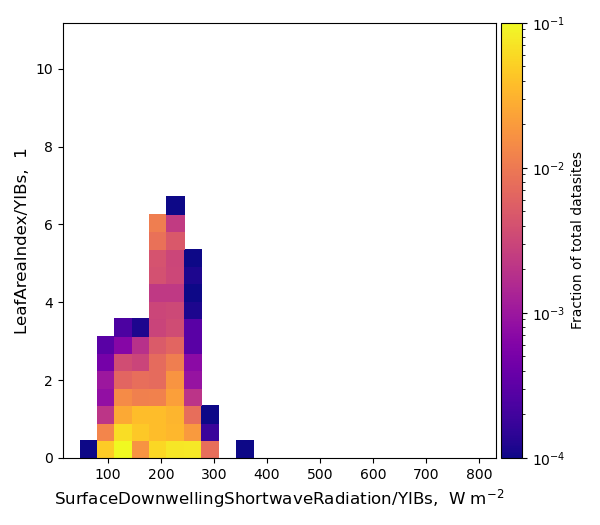 10
8
6
4
2
0
LeafAreaIndex/YIBs, 1
100 200 300 400 500 600 700 800
SurfaceDownwellingShortwaveRadiation/YIBs, W m⁻²
10⁻¹
10⁻²
10⁻³
10⁻⁴
Fraction of total datasites